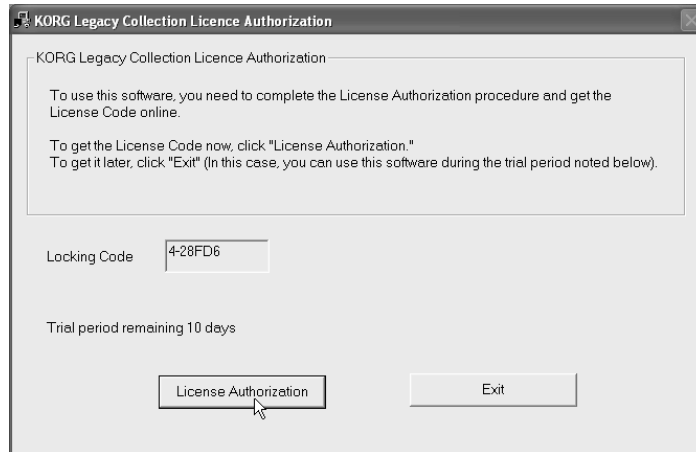 KORG Legacy Collection Licence Authorization
KORG Legacy Collection Licence Authorization
To use this software, you need to complete the License Authorization procedure and get the
License Code online.
To get the License Code now, click "License Authorization."
To get it later, click "Exit" (In this case, you can use this software during the trial period noted below).
Locking Code 4-28FD6
Trial period remaining 10 days
License Authorization Exit